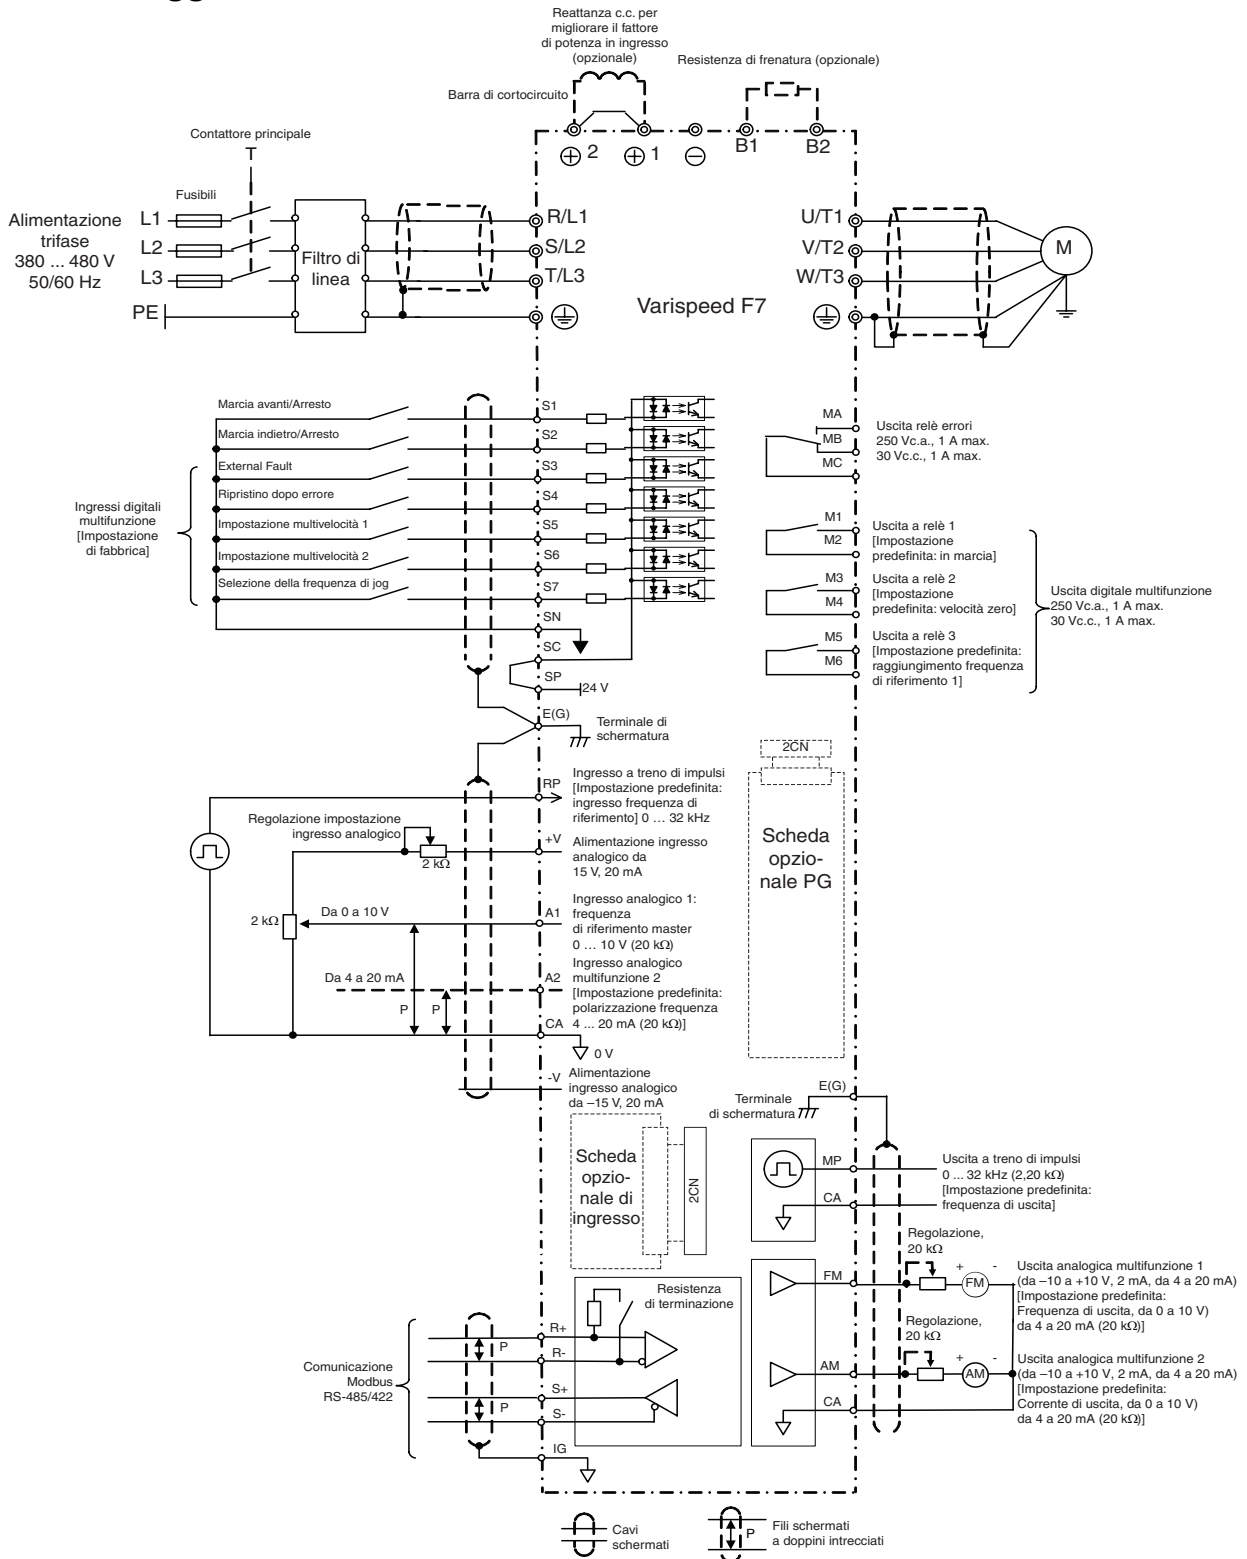 Reattanza c.c. per
migliorare il fattore
di potenza in ingresso
(opzionale)
Resistenza di frenatura (opzionale)
Barra di cortocircuito
Contattore principale
2
1
B1
B2
Fusibili
Alimentazione
trifase
380 ... 480 V
50/60 Hz
L1
L2
L3
PE
Filtro di
linea
R/L1
S/L2
T/L3
Varispeed F7
U/T1
V/T2
W/T3
M
Marcia avanti/Arresto
S1
Marcia indietro/Arresto
S2
External Fault
S3
Ripristino dopo errore
S4
Impostazione multivelocità 1
S5
Impostazione multivelocità 2
S6
Selezione della frequenza di jog
S7
Ingressi digitali
multifunzione
[Impostazione
di fabbrica]
SN
SC
SP
24 V
E(G)
Terminale di
schermatura
MA
MB
MC
Uscita relè errori
250 Vc.a., 1 A max.
30 Vc.c., 1 A max.
M1
M2
Uscita a relè 1
[Impostazione
predefinita: in marcia]
M3
M4
Uscita a relè 2
[Impostazione
predefinita: velocità zero]
M5
M6
Uscita a relè 3
[Impostazione predefinita:
raggiungimento frequenza
di riferimento 1]
Uscita digitale multifunzione
250 Vc.a., 1 A max.
30 Vc.c., 1 A max.
2CN
Scheda
opzio-
nale PG
RP
Ingresso a treno di impulsi
[Impostazione predefinita:
ingresso frequenza di
riferimento] 0 ... 32 kHz
Regolazione impostazione
ingresso analogico
2 kΩ
+V
Alimentazione ingresso
analogico da
15 V, 20 mA
2 kΩ
Da 0 a 10 V
A1
Ingresso analogico 1:
frequenza
di riferimento master
0 ... 10 V (20 kΩ)
Da 4 a 20 mA
A2
Ingresso analogico
multifunzione 2
[Impostazione predefinita:
polarizzazione frequenza
4 ... 20 mA (20 kΩ)]
P
P
CA
0 V
-V
Alimentazione
ingresso analogico
da –15 V, 20 mA
Scheda
opzio-
nale di
ingresso
2CN
E(G)
Terminale
di schermatura
MP
CA
Uscita a treno di impulsi
0 ... 32 kHz (2,20 kΩ)
[Impostazione predefinita:
frequenza di uscita]
Regolazione,
20 kΩ
FM
+
-
FM
Uscita analogica multifunzione 1
(da –10 a +10 V, 2 mA, da 4 a 20 mA)
[Impostazione predefinita:
Frequenza di uscita, da 0 a 10 V)
da 4 a 20 mA (20 kΩ)]
Regolazione,
20 kΩ
AM
+
-
AM
Uscita analogica multifunzione 2
(da –10 a +10 V, 2 mA, da 4 a 20 mA)
[Impostazione predefinita:
Corrente di uscita, da 0 a 10 V)
da 4 a 20 mA (20 kΩ)]
CA
Resistenza
di terminazione
Comunicazione
Modbus
RS-485/422
P
R+
R-
P
S+
S-
IG
Cavi
schermati
P
Fili schermati
a doppini intrecciati